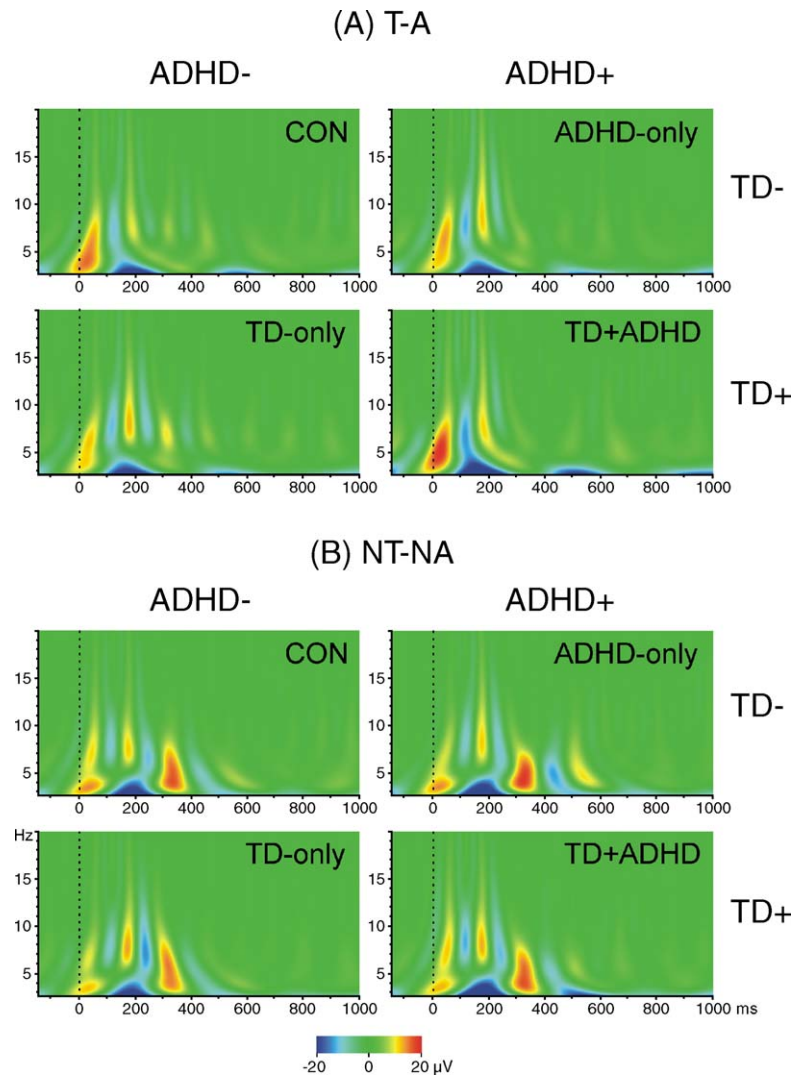 (A) T-A
ADHD- ADHD+
CON ADHD-only
TD-
15
10
5
15
10
5
0 200 400 600 800 1000 0 200 400 600 800 1000
TD-only TD+ADHD
TD+
15
10
5
15
10
5
0 200 400 600 800 1000 0 200 400 600 800 1000
(B) NT-NA
ADHD- ADHD+
CON ADHD-only
TD-
15
10
5
15
10
5
0 200 400 600 800 1000 0 200 400 600 800 1000
Hz
TD-only TD+ADHD
TD+
15
10
5
15
10
5
0 200 400 600 800 1000 0 200 400 600 800 1000 ms
-20 0 20 µV